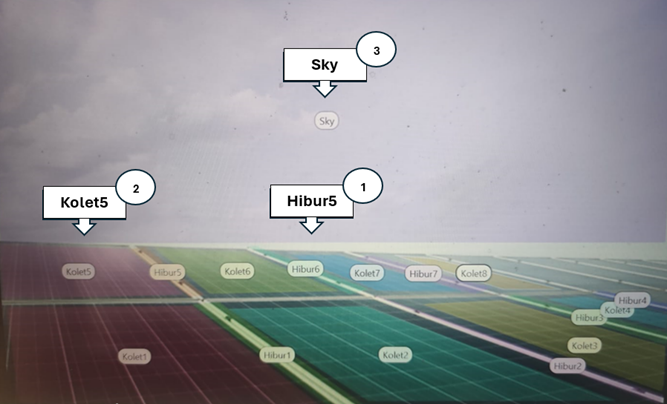 Sky
3
Sky
Kolet5
2
Hibur5
1
Kolet5
Hibur5
Kolet6
Hibur6
Kolet7
Hibur7
Kolet8
Hibur4
Kolet4
Hibur3
Kolet1
Hibur1
Kolet2
Kolet3
Hibur2